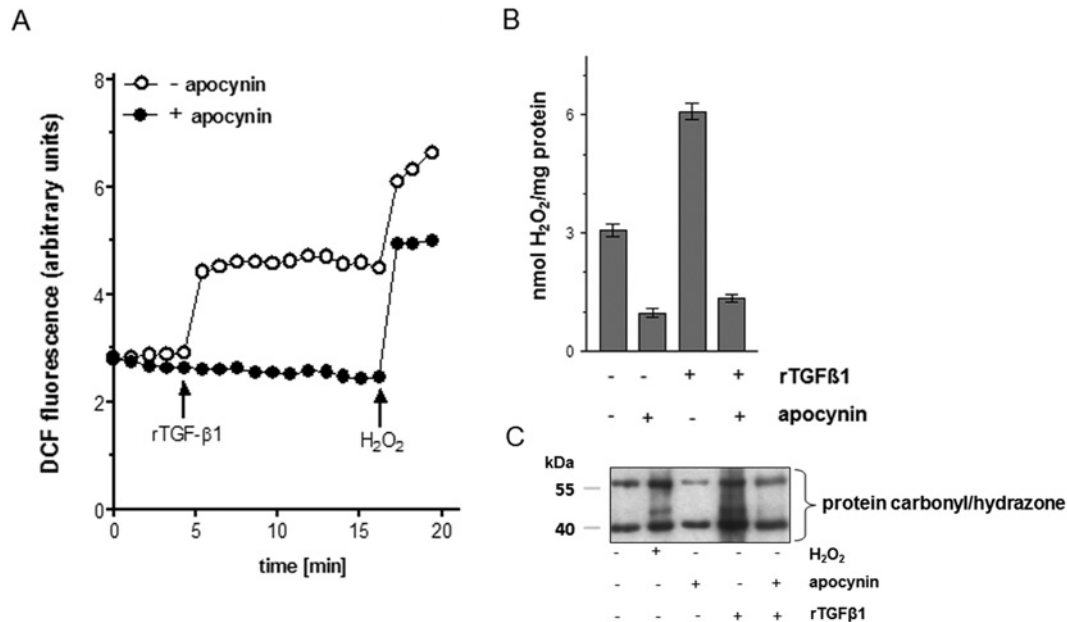 A
- apocynin
+ apocynin
DCF fluorescence (arbitrary units)
8
6
4
2
0
rTGF-β1
H₂O₂
0 5 10 15 20
time [min]
B
nmol H₂O₂/mg protein
6
3
0
- - + + rTGFß1
- + - + apocynin
C
kDa
55
40
protein carbonyl/hydrazone
- + - - - H₂O₂
- - + - + apocynin
- - - + + rTGFß1